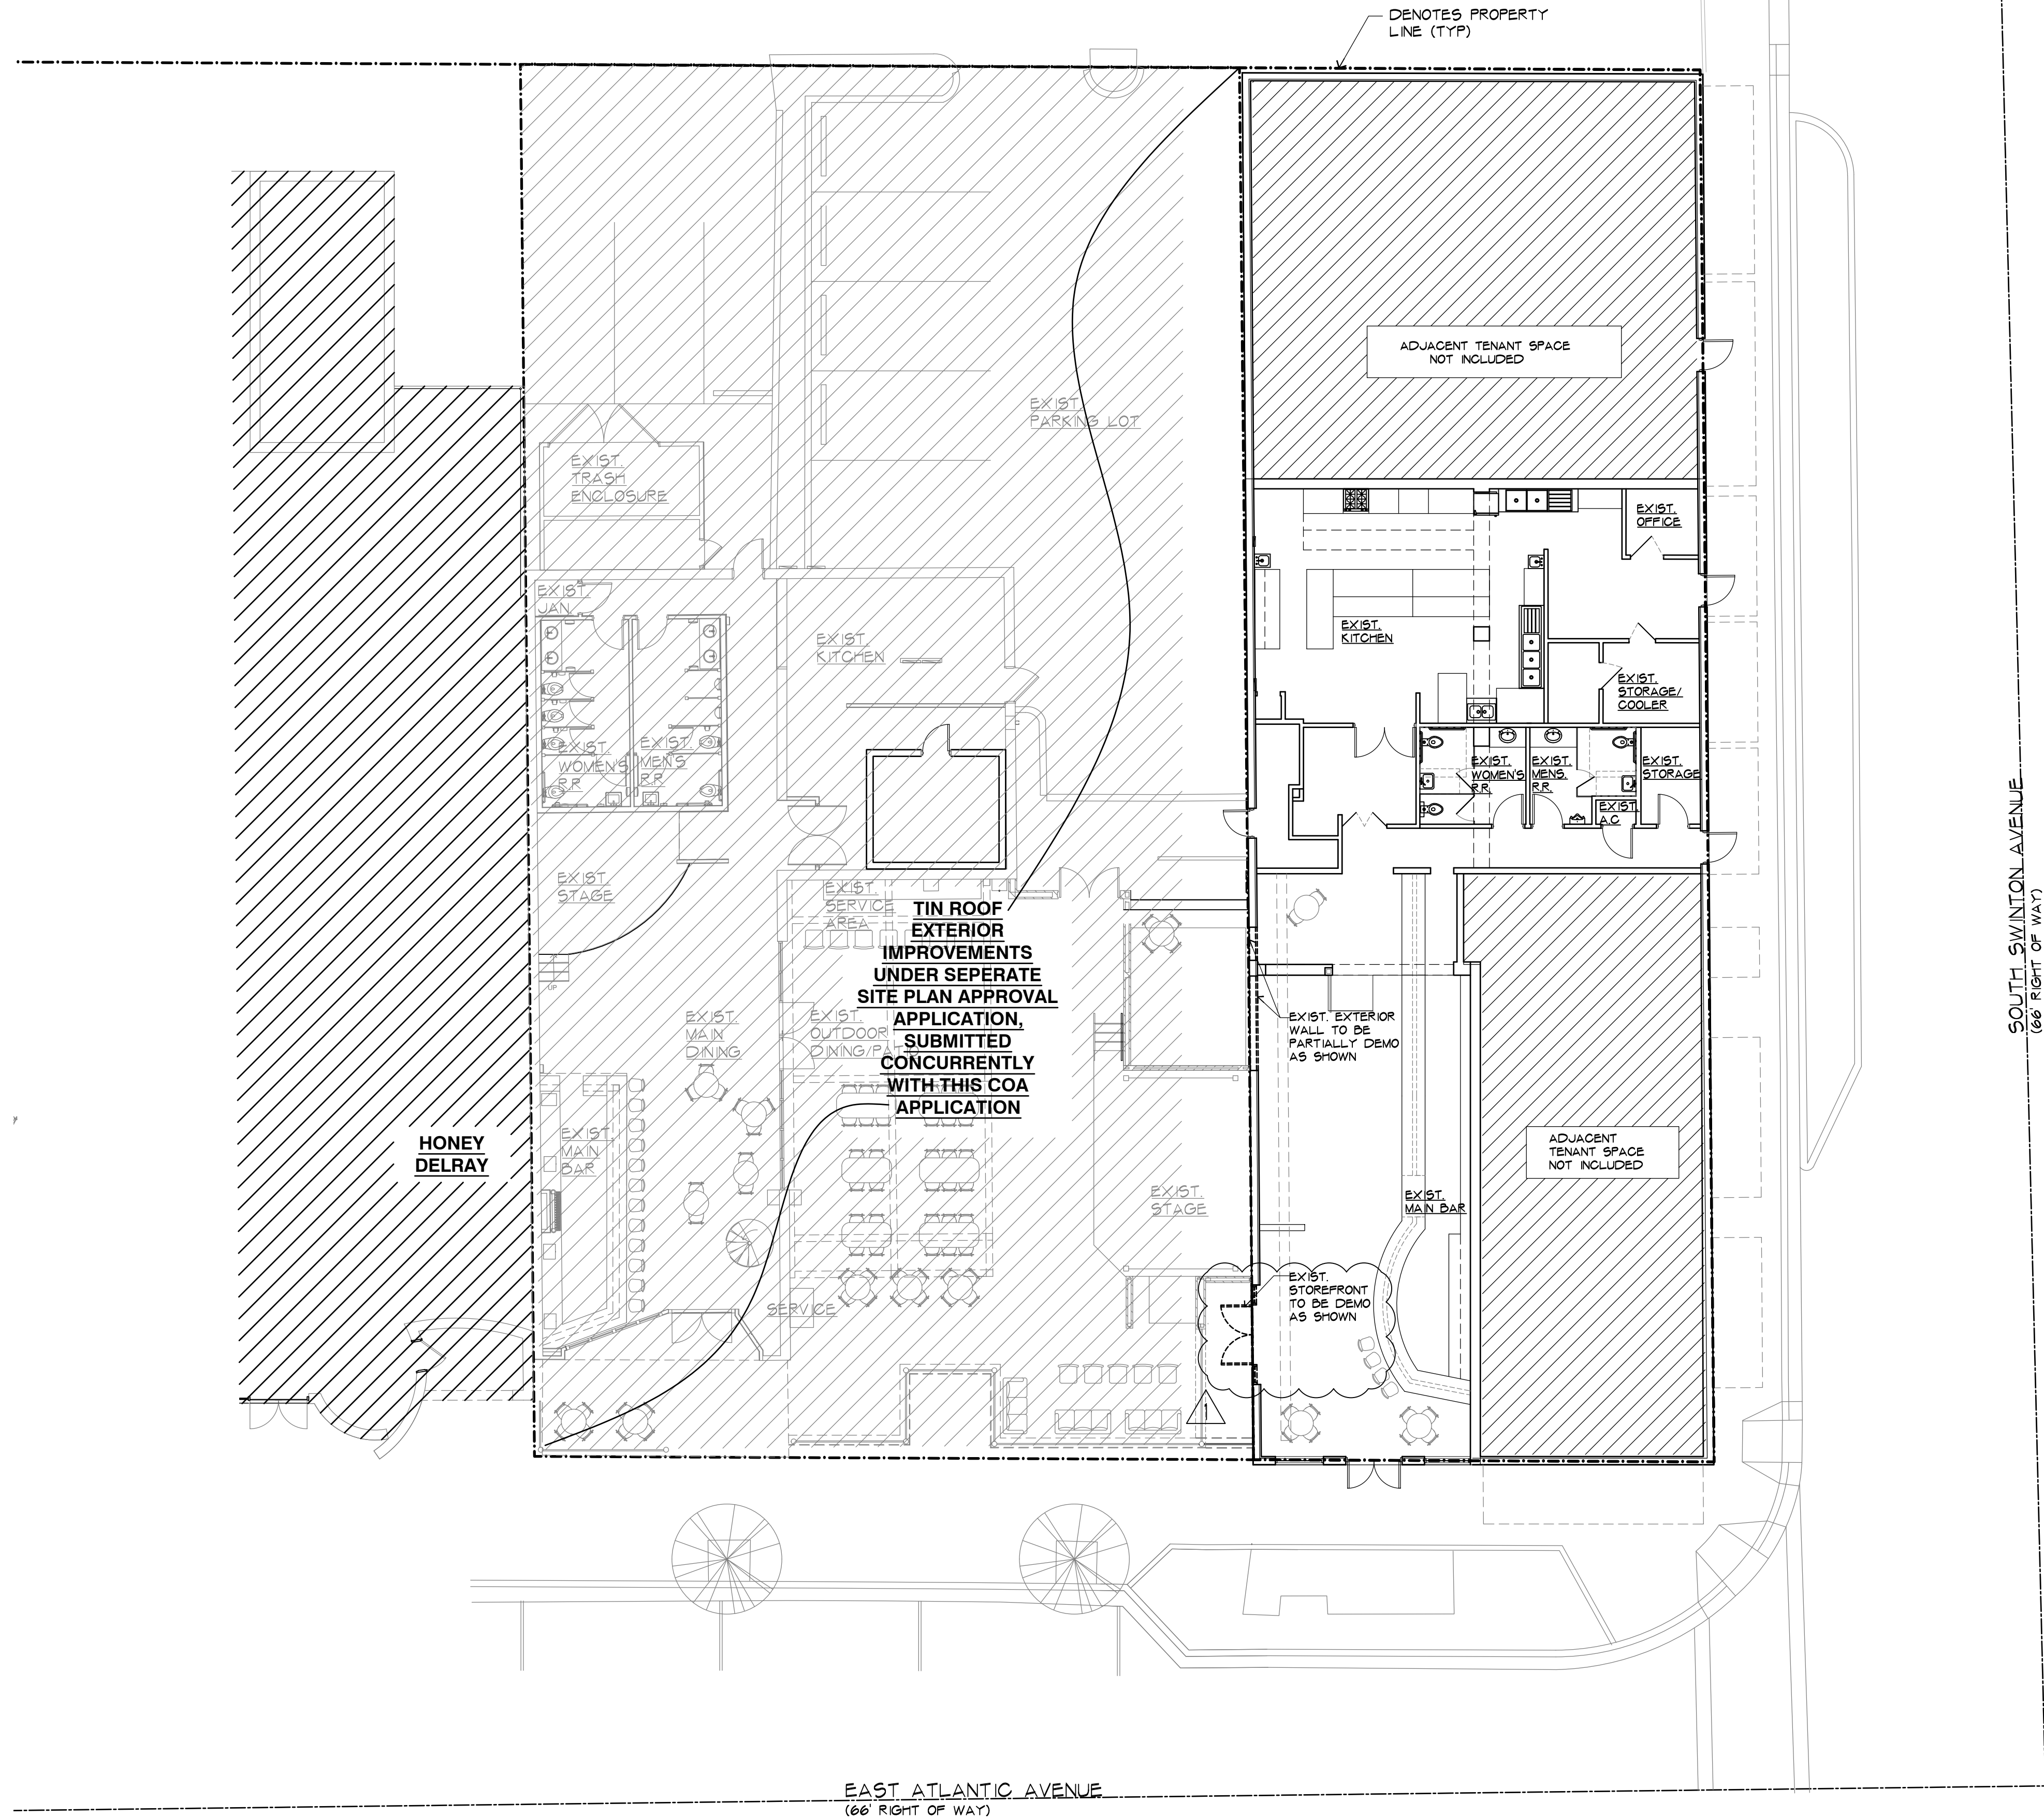 DENOTES PROPERTY
LINE (TYP)
ADJACENT TENANT SPACE
NOT INCLUDED
EXIST.
PARKING LOT
EXIST.
TRASH
ENCLOSURE
EXIST.
OFFICE
EXIST.
JAN.
EXIST.
KITCHEN
EXIST.
KITCHEN
EXIST.
STORAGE/
COOLER
EXIST.
WOMEN'S
R.R.
EXIST.
MEN'S
R.R.
EXIST.
WOMEN'S
R.R.
EXIST.
MENS.
R.R.
EXIST.
STORAGE
EXIST.
A.C
EXIST.
STAGE
UP
EXIST.
SERVICE
AREA
TIN ROOF
EXTERIOR
IMPROVEMENTS
UNDER SEPERATE
SITE PLAN APPROVAL
APPLICATION,
SUBMITTED
CONCURRENTLY
WITH THIS COA
APPLICATION
EXIST.
MAIN
DINING
EXIST.
OUTDOOR
DINING/PATIO
EXIST. EXTERIOR
WALL TO BE
PARTIALLY DEMO
AS SHOWN
HONEY
DELRAY
EXIST.
MAIN
BAR
ADJACENT
TENANT SPACE
NOT INCLUDED
EXIST.
STAGE
EXIST.
MAIN BAR
EXIST.
STOREFRONT
TO BE DEMO
AS SHOWN
SERVICE
1
SOUTH SWINTON AVENUE
(66' RIGHT OF WAY)
EAST ATLANTIC AVENUE
(66' RIGHT OF WAY)